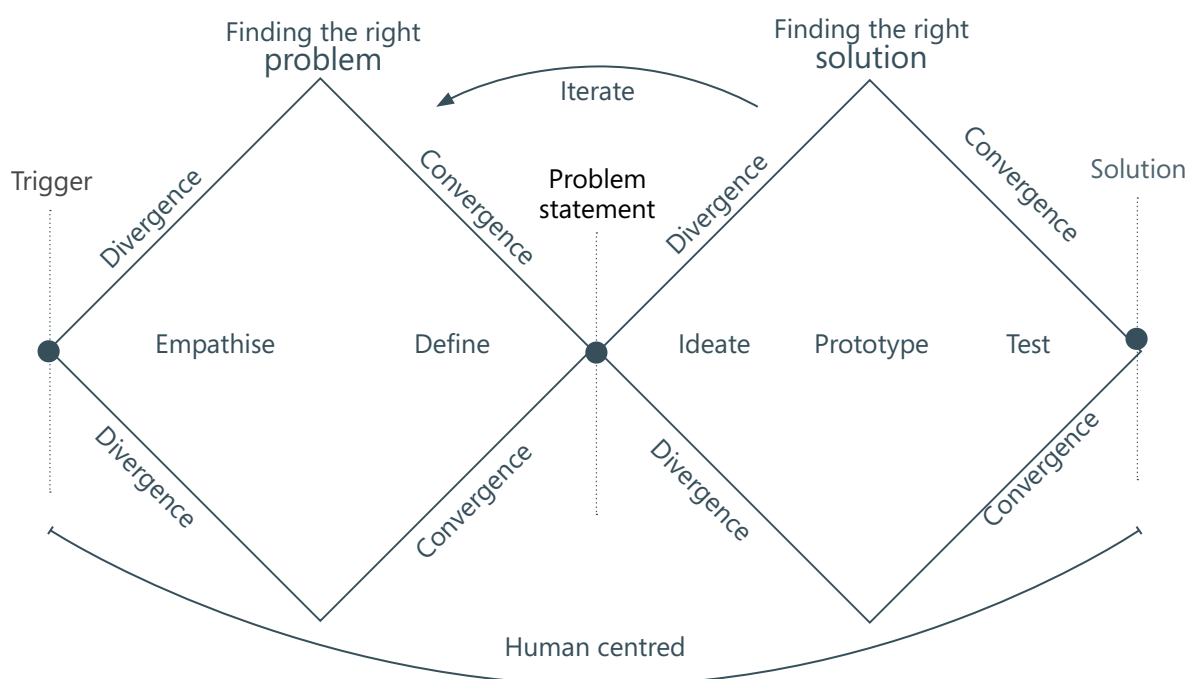 Finding the right
problem
Finding the right
solution
Iterate
Trigger
Divergence
Convergence
Problem
statement
Divergence
Convergence
Solution
Empathise
Define
Ideate
Prototype
Test
Divergence
Convergence
Divergence
Convergence
Human centred